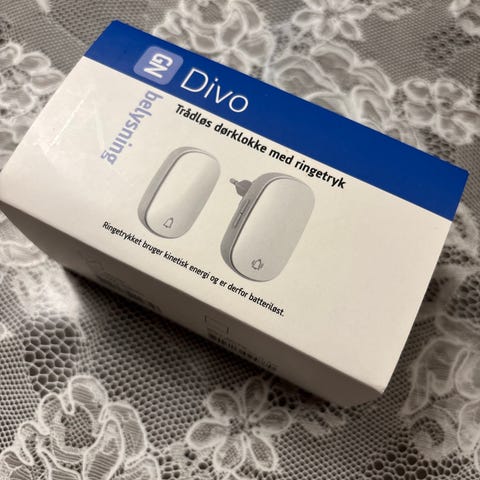 GN
belysning
Divo
Trådløs dørklokke med ringetryk
Ringetrykket bruger kinetisk energi og er derfor batteriløst.